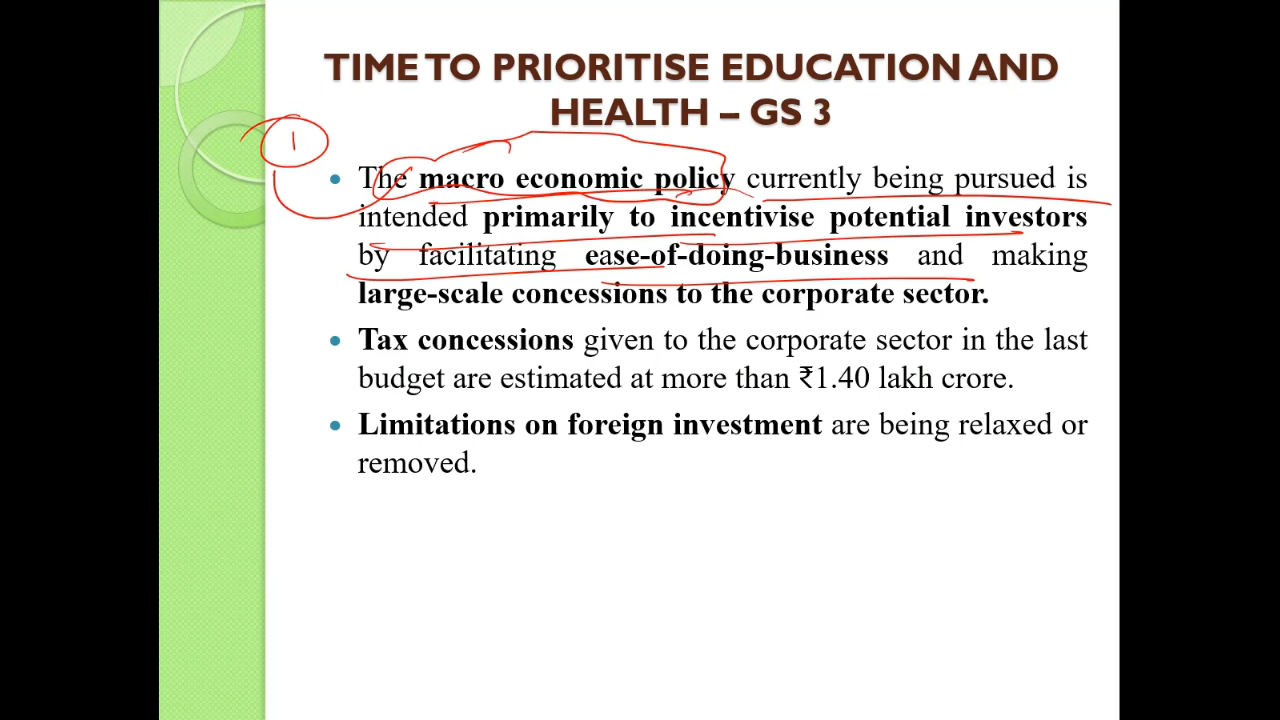 TIME TO PRIORITISE EDUCATION AND
HEALTH – GS 3
1
The macro economic policy currently being pursued is
intended primarily to incentivise potential investors
by facilitating ease-of-doing-business and making
large-scale concessions to the corporate sector.
Tax concessions given to the corporate sector in the last
budget are estimated at more than ₹1.40 lakh crore.
Limitations on foreign investment are being relaxed or
removed.